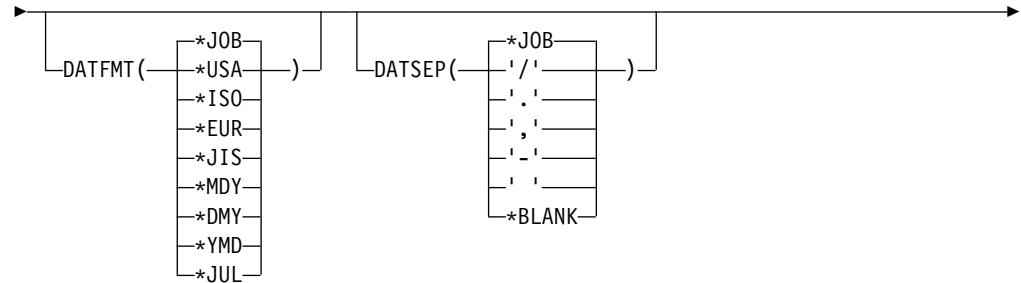 *JOB *JOB
DATFMT( *USA ) DATSEP( '/' )
*ISO '.'
*EUR ','
*JIS '-'
*MDY ' '
*DMY *BLANK
*YMD
*JUL